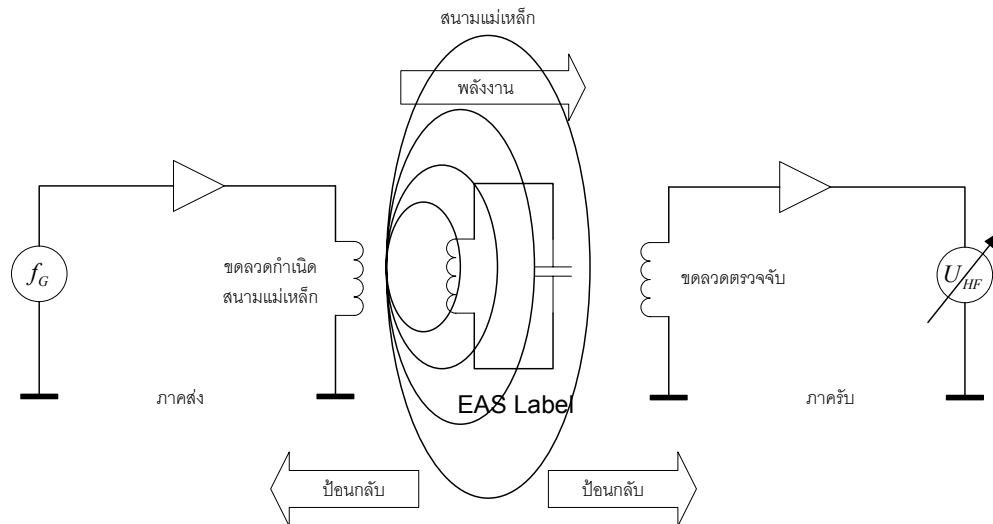 สนามแม่เหล็ก
พลังงาน
f_G
ขดลวดกำเนิด
สนามแม่เหล็ก
ขดลวดตรวจจับ
U_HF
ภาคส่ง
EAS Label
ภาครับ
ป้อนกลับ
ป้อนกลับ